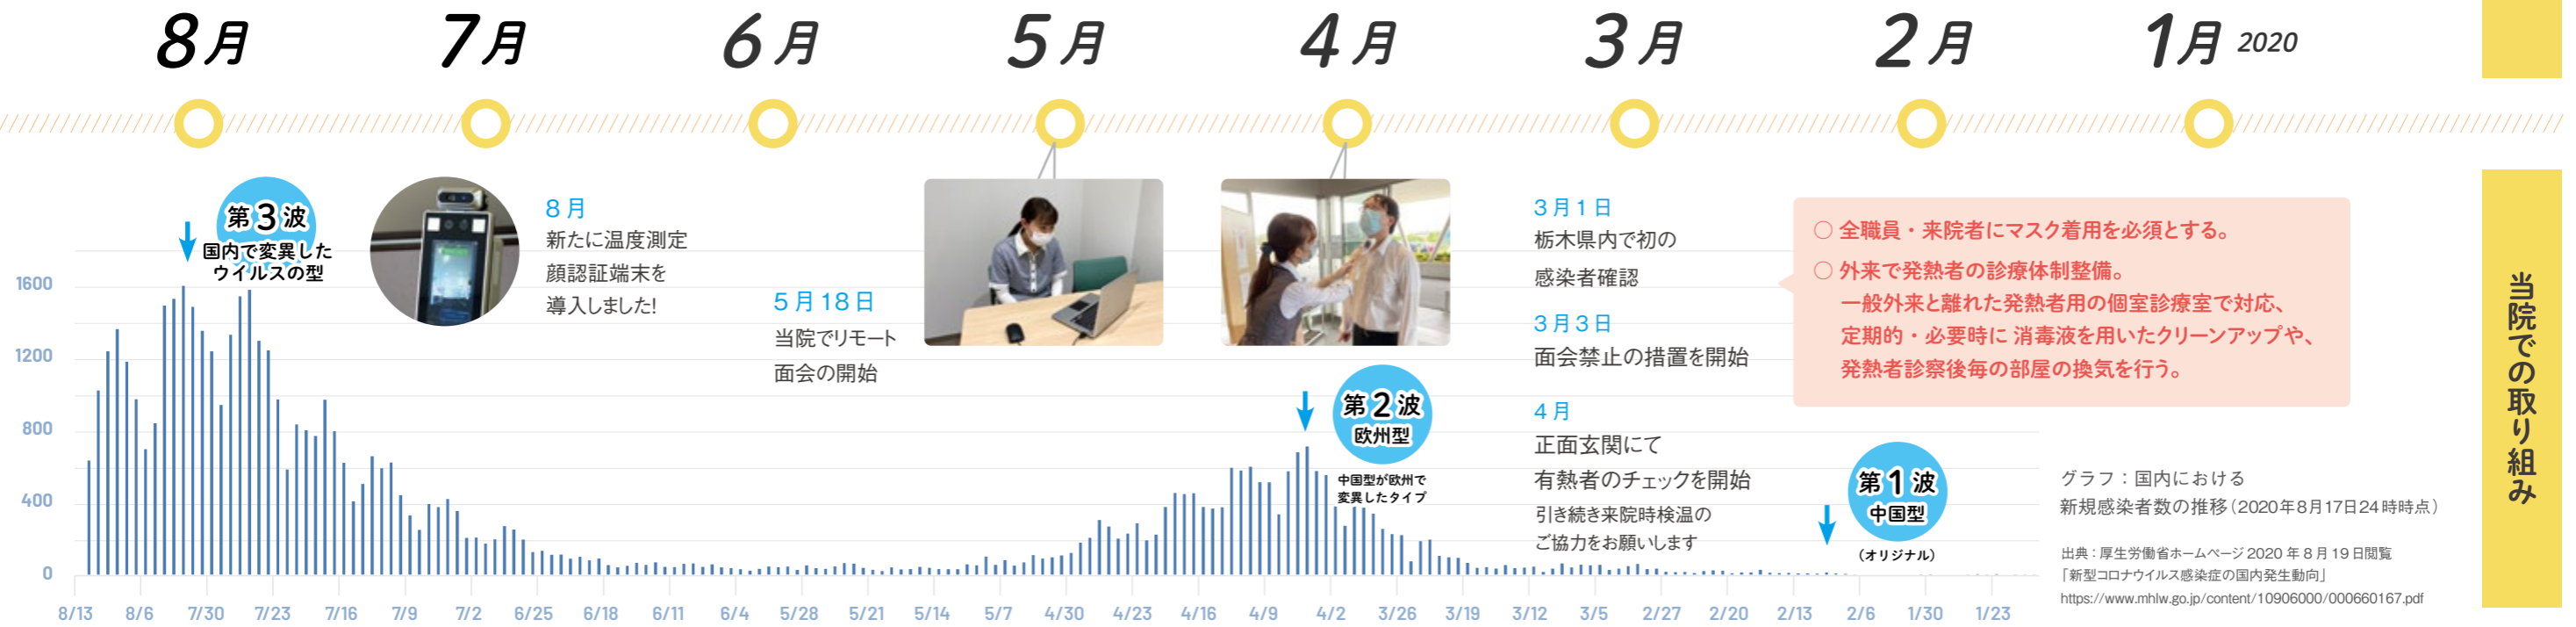 8月
7月
6月
5月
4月
3月
2月
1月 2020
第3波
国内で変異した
ウイルスの型
8月
新たに温度測定
顔認証端末を
導入しました!
5月18日
当院でリモート
面会の開始
第2波
欧州型
中国型が欧州で
変異したタイプ
3月1日
栃木県内で初の
感染者確認
3月3日
面会禁止の措置を開始
4月
正面玄関にて
有熱者のチェックを開始
引き続き来院時検温の
ご協力をお願いします
○ 全職員・来院者にマスク着用を必須とする。
○ 外来で発熱者の診療体制整備。
一般外来と離れた発熱者用の個室診療室で対応、
定期的・必要時に 消毒液を用いたクリーンアップや、
発熱者診察後毎の部屋の換気を行う。
第1波
中国型
(オリジナル)
グラフ:国内における
新規感染者数の推移(2020年8月17日24時時点)
出典:厚生労働省ホームページ 2020 年 8 月 19 日閲覧
「新型コロナウイルス感染症の国内発生動向」
https://www.mhlw.go.jp/content/10906000/000660167.pdf
当院での取り組み
1600
1200
800
400
0
8/13 8/6 7/30 7/23 7/16 7/9 7/2 6/25 6/18 6/11 6/4 5/28 5/21 5/14 5/7 4/30 4/23 4/16 4/9 4/2 3/26 3/19 3/12 3/5 2/27 2/20 2/13 2/6 1/30 1/23